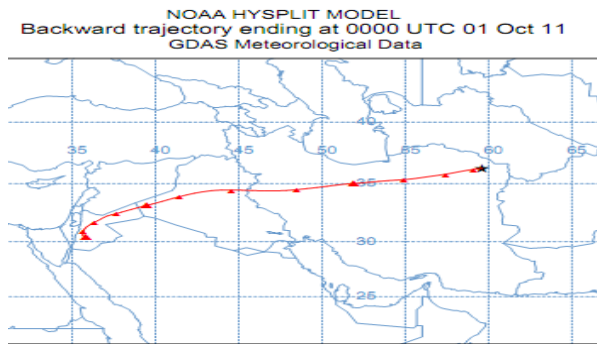 NOAA HYSPLIT MODEL
Backward trajectory ending at 0000 UTC 01 Oct 11
GDAS Meteorological Data
40
35 40 45 50 55 60 65
35
30
25